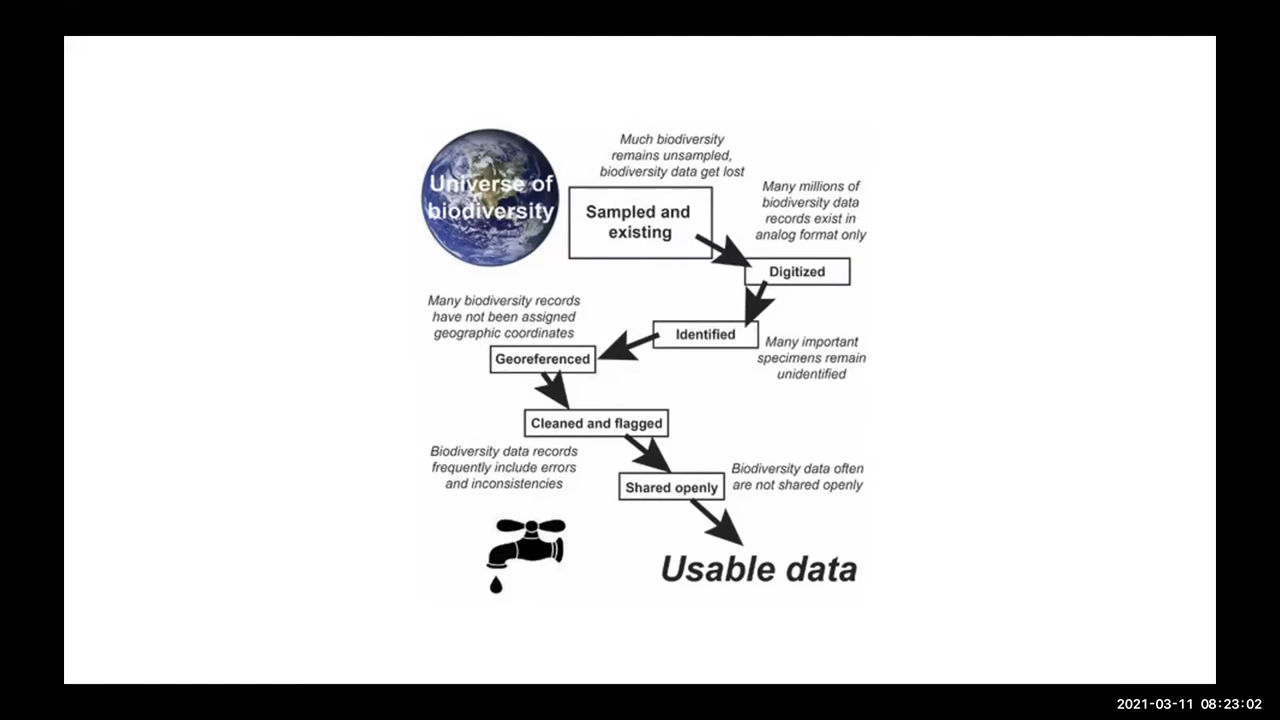 Universe of
biodiversity
Much biodiversity
remains unsampled,
biodiversity data get lost
Sampled and
existing
Many millions of
biodiversity data
records exist in
analog format only
Digitized
Identified
Many important
specimens remain
unidentified
Many biodiversity records
have not been assigned
geographic coordinates
Georeferenced
Cleaned and flagged
Biodiversity data records
frequently include errors
and inconsistencies
Shared openly
Biodiversity data often
are not shared openly
Usable data
2021-03-11 08:23:02